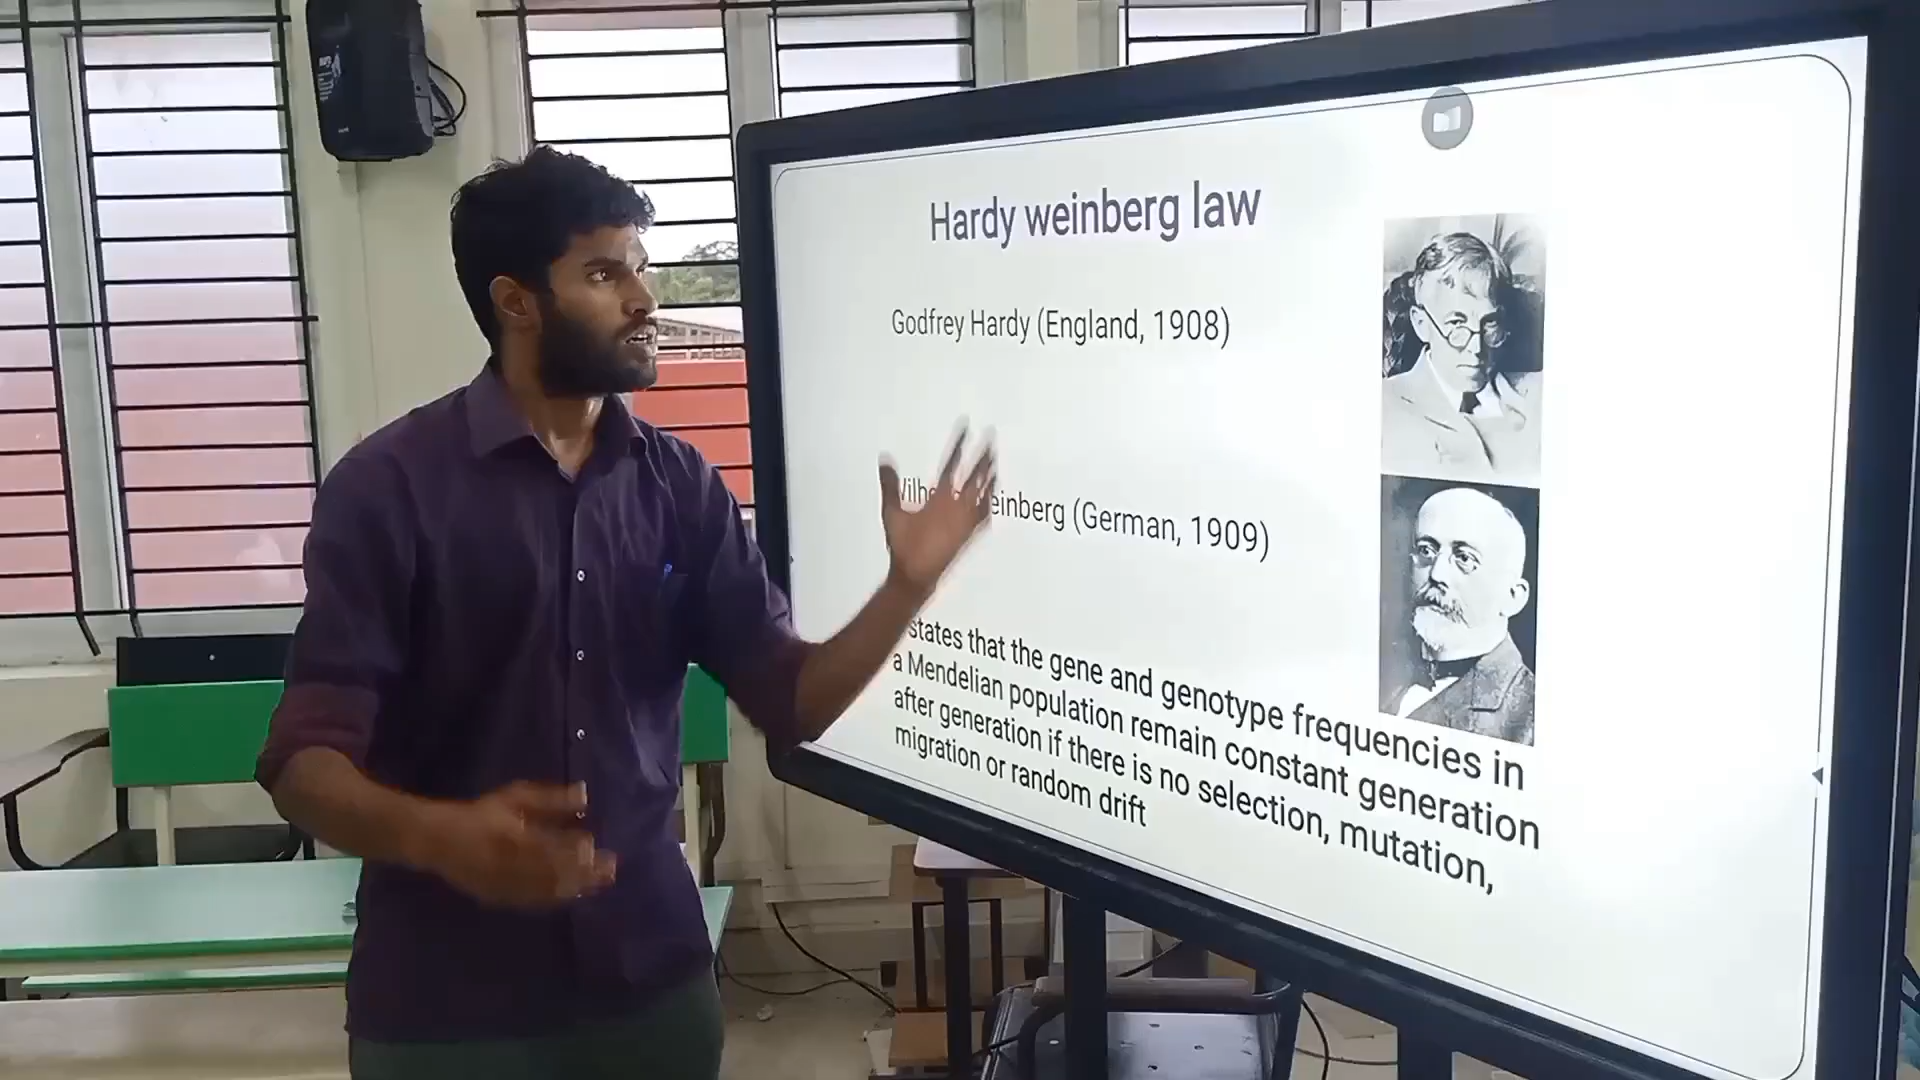 Hardy weinberg law
Godfrey Hardy (England, 1908)
einberg (German, 1909)
states that the gene and genotype frequencies in
a Mendelian population remain constant generation
after generation if there is no selection, mutation,
migration or random drift